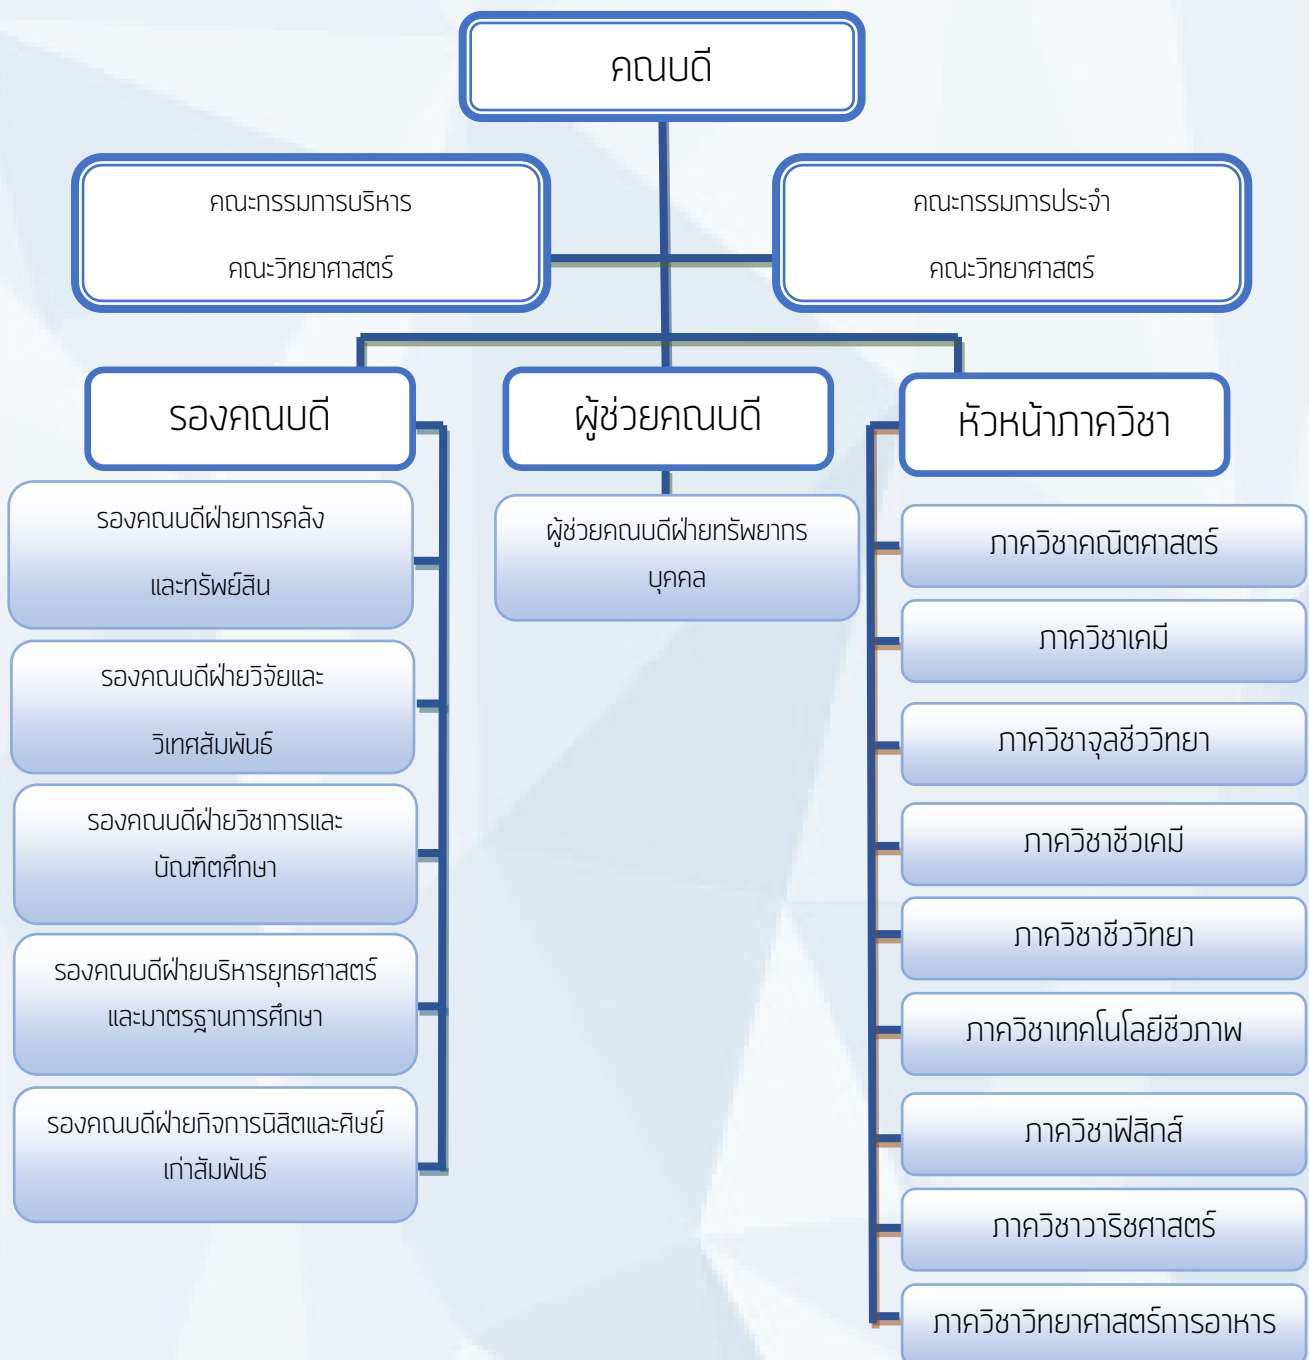 คณบดี
คณะกรรมการบริหาร
คณะวิทยาศาสตร์
คณะกรรมการประจำ
คณะวิทยาศาสตร์
รองคณบดี
รองคณบดีฝ่ายการคลัง
และทรัพย์สิน
รองคณบดีฝ่ายวิจัยและ
วิเทศสัมพันธ์
รองคณบดีฝ่ายวิชาการและ
บัณฑิตศึกษา
รองคณบดีฝ่ายบริหารยุทธศาสตร์
และมาตรฐานการศึกษา
รองคณบดีฝ่ายกิจการนิสิตและศิษย์
เก่าสัมพันธ์
ผู้ช่วยคณบดี
ผู้ช่วยคณบดีฝ่ายทรัพยากร
บุคคล
หัวหน้าภาควิชา
ภาควิชาคณิตศาสตร์
ภาควิชาเคมี
ภาควิชาจุลชีววิทยา
ภาควิชาชีวเคมี
ภาควิชาชีววิทยา
ภาควิชาเทคโนโลยีชีวภาพ
ภาควิชาฟิสิกส์
ภาควิชาวาริชศาสตร์
ภาควิชาวิทยาศาสตร์การอาหาร